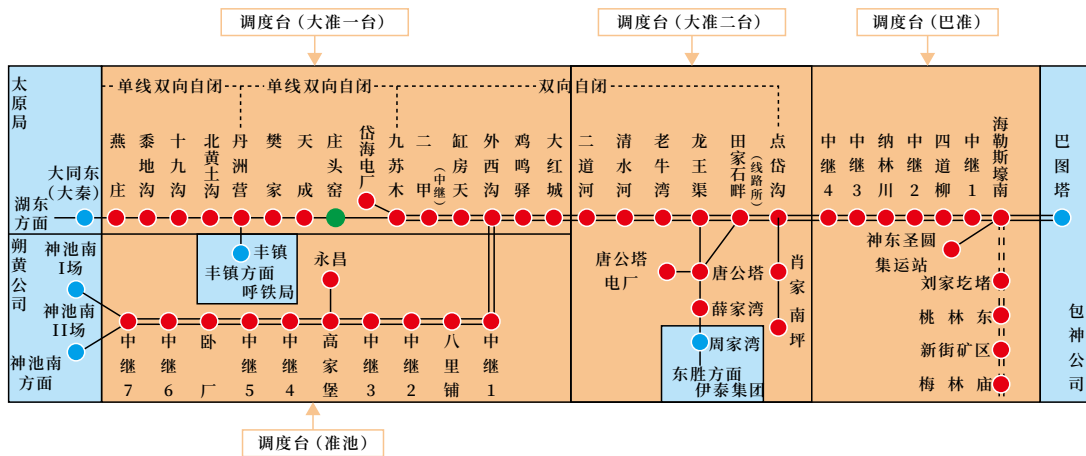 调度台（大准一台）
调度台（大准二台）
调度台（巴准）
太原局
单线双向自闭
单线双向自闭
双向自闭
燕庄
黍地沟
十九沟
北黄土沟
丹洲营
樊家
天成
庄头窑
岱海电厂
九苏木
二甲
（中继）
缸房天
外西沟
鸡鸣驿
大红城
二道河
清水河
老牛湾
龙王渠
田家石畔
（线路所）
点岱沟
中继4
中继3
纳林川
中继2
四道柳
中继1
海勒斯壕南
巴图塔
大同东
（大秦）
湖东
方面
朔黄公司
神池南
I场
神池南
II场
神池南
方面
丰镇
丰镇方面
呼铁局
永昌
唐公塔
电厂
唐公塔
肖家南坪
薛家湾
周家湾
东胜方面
伊泰集团
神东圣圆
集运站
刘家圪堵
桃林东
新街矿区
梅林庙
包神公司
中继7
中继6
卧厂
中继5
中继4
高家堡
中继3
中继2
八里铺
中继1
调度台（准池）